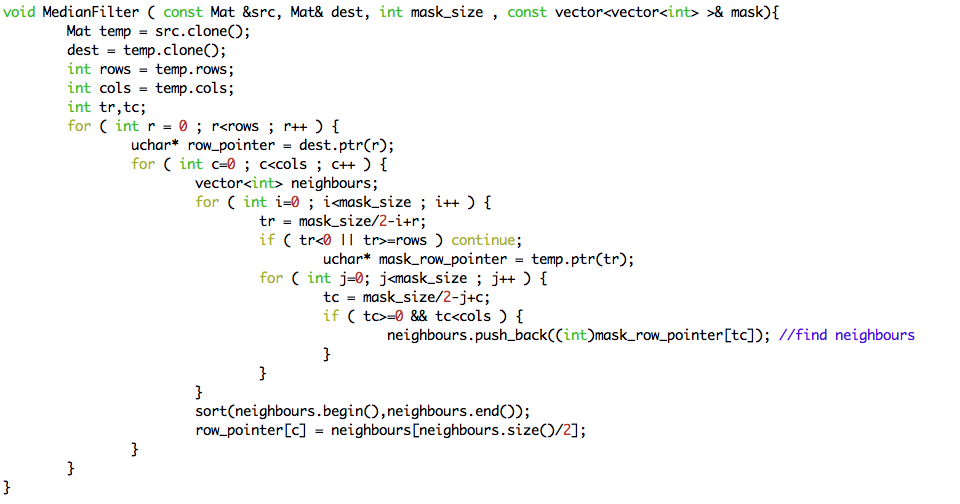 void MedianFilter ( const Mat &src, Mat& dest, int mask_size , const vector<vector<int> >& mask){
        Mat temp = src.clone();
        dest = temp.clone();
        int rows = temp.rows;
        int cols = temp.cols;
        int tr,tc;
        for ( int r = 0 ; r<rows ; r++ ) {
                uchar* row_pointer = dest.ptr(r);
                for ( int c=0 ; c<cols ; c++ ) {
                        vector<int> neighbours;
                        for ( int i=0 ; i<mask_size ; i++ ) {
                                tr = mask_size/2-i+r;
                                if ( tr<0 || tr>=rows ) continue;
                                        uchar* mask_row_pointer = temp.ptr(tr);
                                for ( int j=0; j<mask_size ; j++ ) {
                                        tc = mask_size/2-j+c;
                                        if ( tc>=0 && tc<cols ) {
                                                neighbours.push_back((int)mask_row_pointer[tc]); //find neighbours
                                        }
                                }
                        }
                        sort(neighbours.begin(),neighbours.end());
                        row_pointer[c] = neighbours[neighbours.size()/2];
                }
        }
}